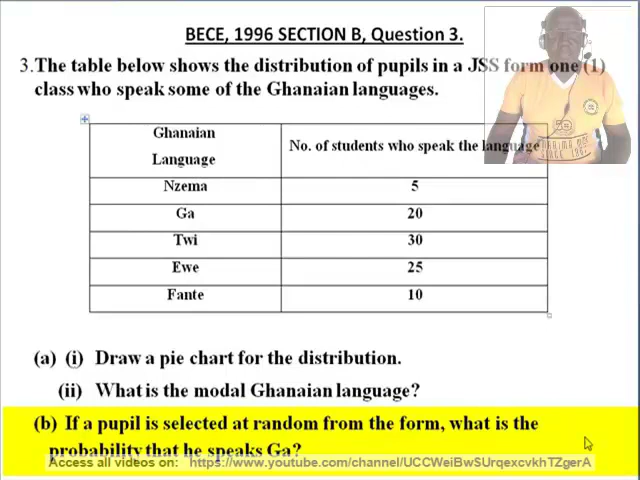 BECE, 1996 SECTION B, Question 3.
3.The table below shows the distribution of pupils in a JSS form one (1)
class who speak some of the Ghanaian languages.
Ghanaian
Language
No. of students who speak the language
Nzema 5
Ga 20
Twi 30
Ewe 25
Fante 10
(a) (i) Draw a pie chart for the distribution.
(ii) What is the modal Ghanaian language?
(b) If a pupil is selected at random from the form, what is the
probability that he speaks Ga?
Access all videos on: https://www.youtube.com/channel/UCCWeiBwSUrqexcvkhTZgerA